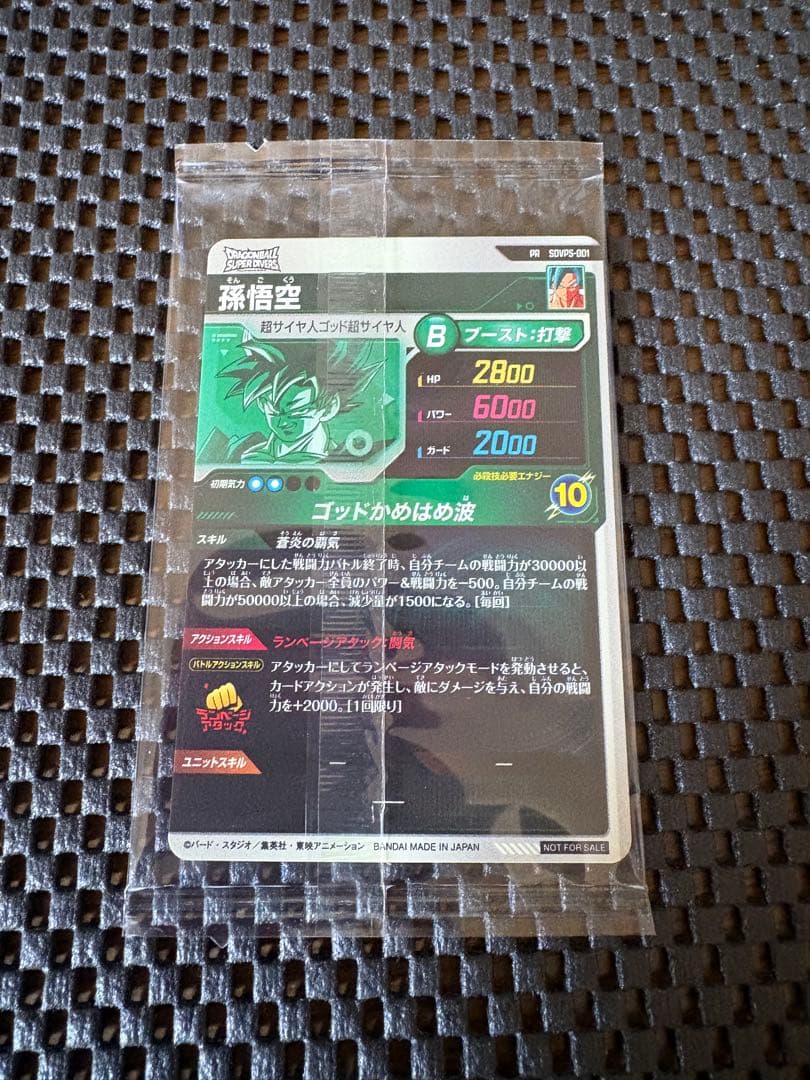 DRAGONBALL
SUPER DIVERS
PR SDVPS-001
そん ご くう
孫悟空
超サイヤ人ゴッド超サイヤ人
B ブースト:打撃
HP 2800
パワー 6000
ガード 2000
初期気力
必殺技必要エナジー
10
ゴッドかめはめ波
スキル 蒼炎の覇気
アタッカーにした戦闘力バトル終了時、自分チームの戦闘力が30000以
上の場合、敵アタッカー全員のパワー&戦闘力を-500。自分チームの戦
闘力が50000以上の場合、減少量が1500になる。[毎回]
アクションスキル ランページアタック:闘気
バトルアクションスキル
アタッカーにしてランページアタックモードを発動させると、
カードアクションが発生し、敵にダメージを与え、自分の戦闘
力を+2000。[1回限り]
ランページ
アタック
ユニットスキル
©バード・スタジオ/集英社・東映アニメーション BANDAI MADE IN JAPAN
NOT FOR SALE